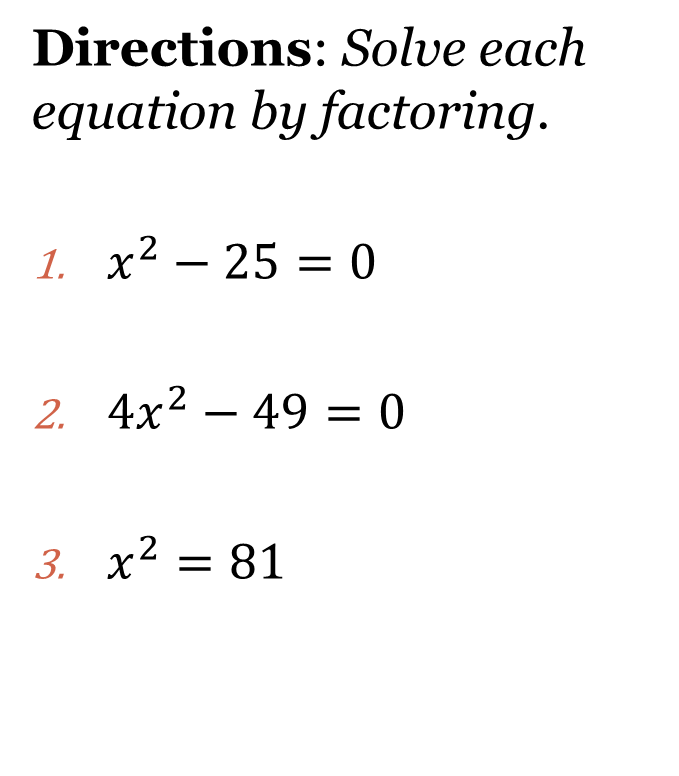 Directions: Solve each
equation by factoring.
1. x² − 25 = 0
2. 4x² − 49 = 0
3. x² = 81